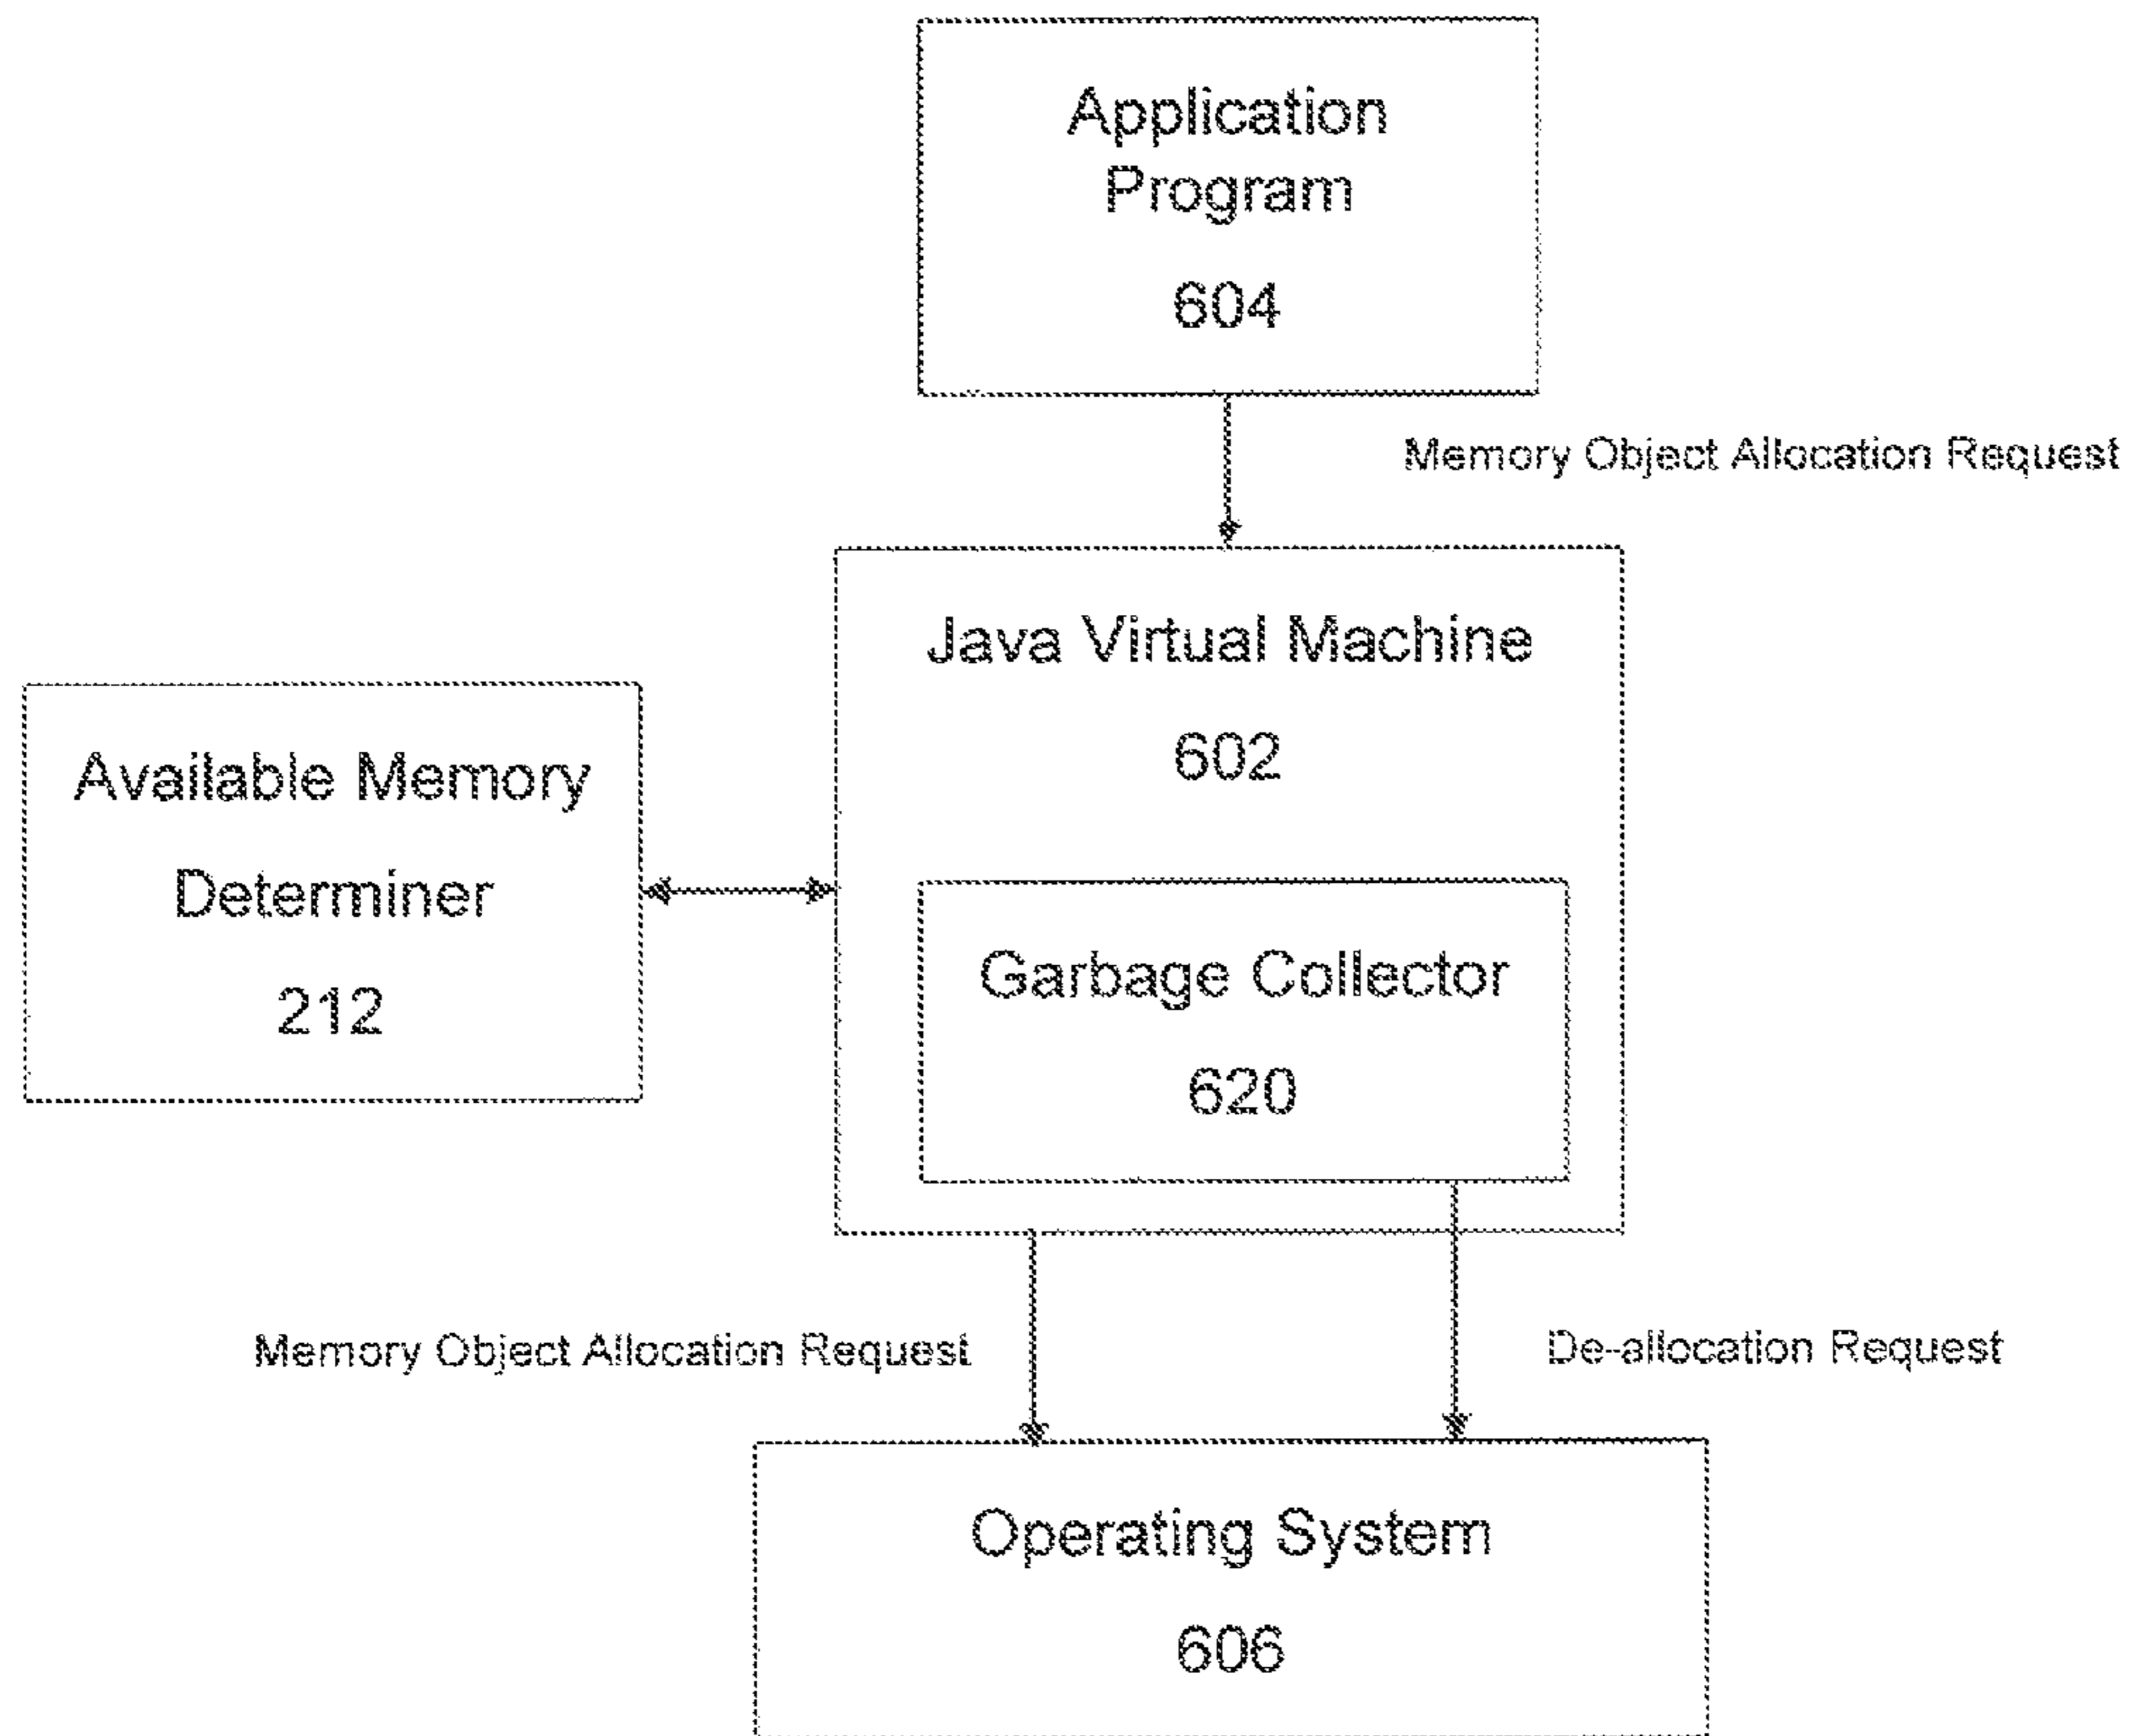 Application
Program
604
Memory Object Allocation Request
Java Virtual Machine
602
Available Memory
Determiner
212
Garbage Collector
620
Memory Object Allocation Request
De-allocation Request
Operating System
606